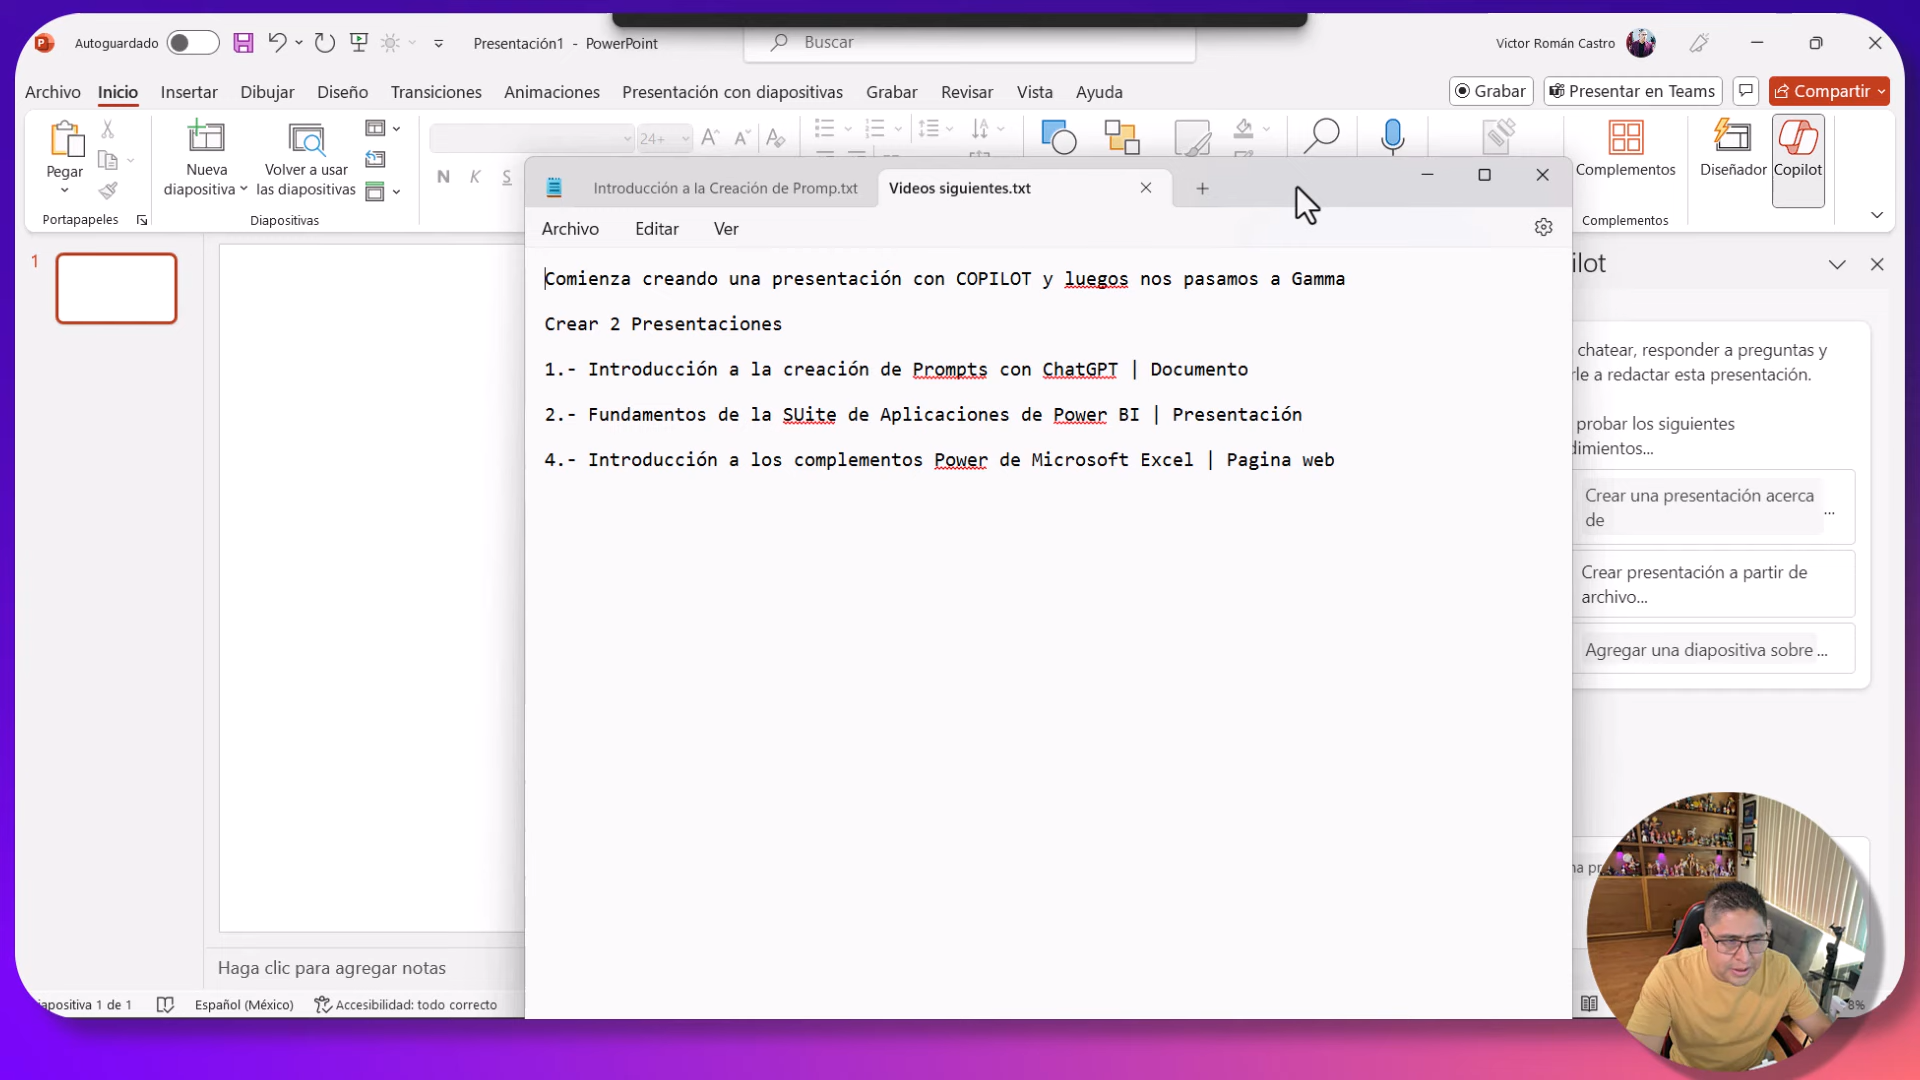 Autoguardado
Presentación1 - PowerPoint
Buscar
Victor Román Castro
Archivo Inicio Insertar Dibujar Diseño Transiciones Animaciones Presentación con diapositivas Grabar Revisar Vista Ayuda
Grabar
Presentar en Teams
Compartir
Pegar
Nueva diapositiva
Volver a usar las diapositivas
24+
N K S
Complementos
Diseñador
Copilot
Portapapeles
Diapositivas
Complementos
Introducción a la Creación de Promp.txt
Videos siguientes.txt
Archivo Editar Ver
Comienza creando una presentación con COPILOT y luegos nos pasamos a Gamma
Crear 2 Presentaciones
1.- Introducción a la creación de Prompts con ChatGPT | Documento
2.- Fundamentos de la SUite de Aplicaciones de Power BI | Presentación
4.- Introducción a los complementos Power de Microsoft Excel | Pagina web
1
ilot
chatear, responder a preguntas y
rle a redactar esta presentación.
probar los siguientes
dimientos...
Crear una presentación acerca
de ...
Crear presentación a partir de
archivo...
Agregar una diapositiva sobre ...
Haga clic para agregar notas
iapositiva 1 de 1
Español (México)
Accesibilidad: todo correcto